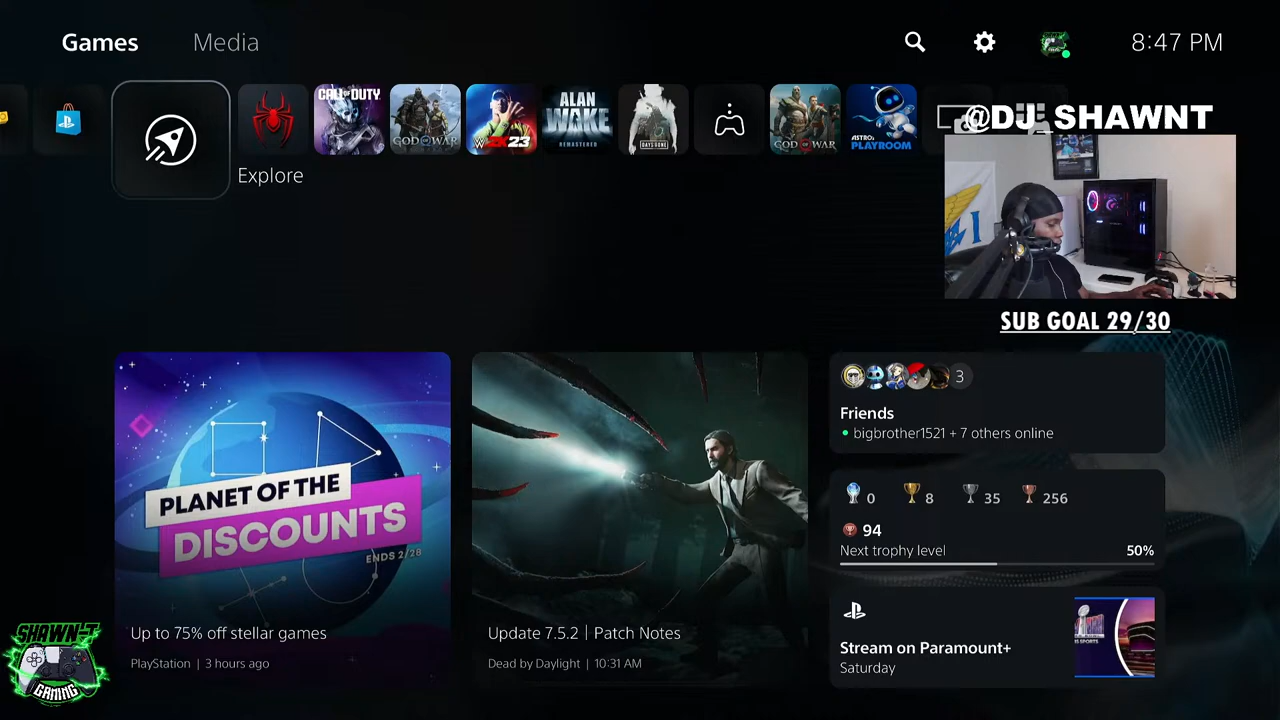 Games
Media
8:47 PM
CALL OF DUTY
GOD OF WAR
W2K23
ALAN WAKE
REMASTERED
DAYS GONE
GOD OF WAR
ASTRO'S
PLAYROOM
@DJ_SHAWNT
Explore
SUB GOAL 29/30
PLANET OF THE
DISCOUNTS
ENDS 2/28
Up to 75% off stellar games
PlayStation | 3 hours ago
Update 7.5.2 | Patch Notes
Dead by Daylight | 10:31 AM
3
Friends
bigbrother1521 + 7 others online
0
8
35
256
94
Next trophy level
50%
Stream on Paramount+
Saturday
SHAWN-T
GAMING